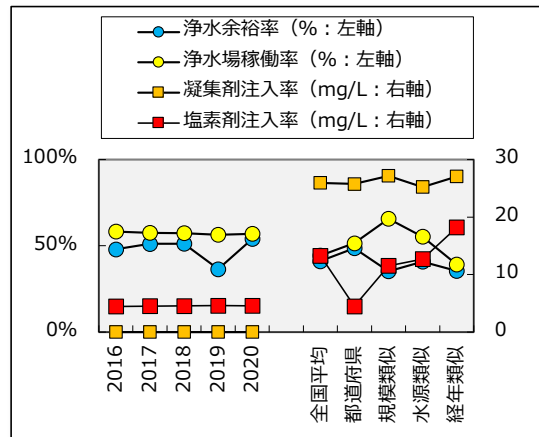 浄水余裕率（%：左軸）
浄水場稼働率（%：左軸）
凝集剤注入率（mg/L：右軸）
塩素剤注入率（mg/L：右軸）
100%
50%
0%
30
20
10
0
2016
2017
2018
2019
2020
全国平均
都道府県
規模類似
水源類似
経年類似